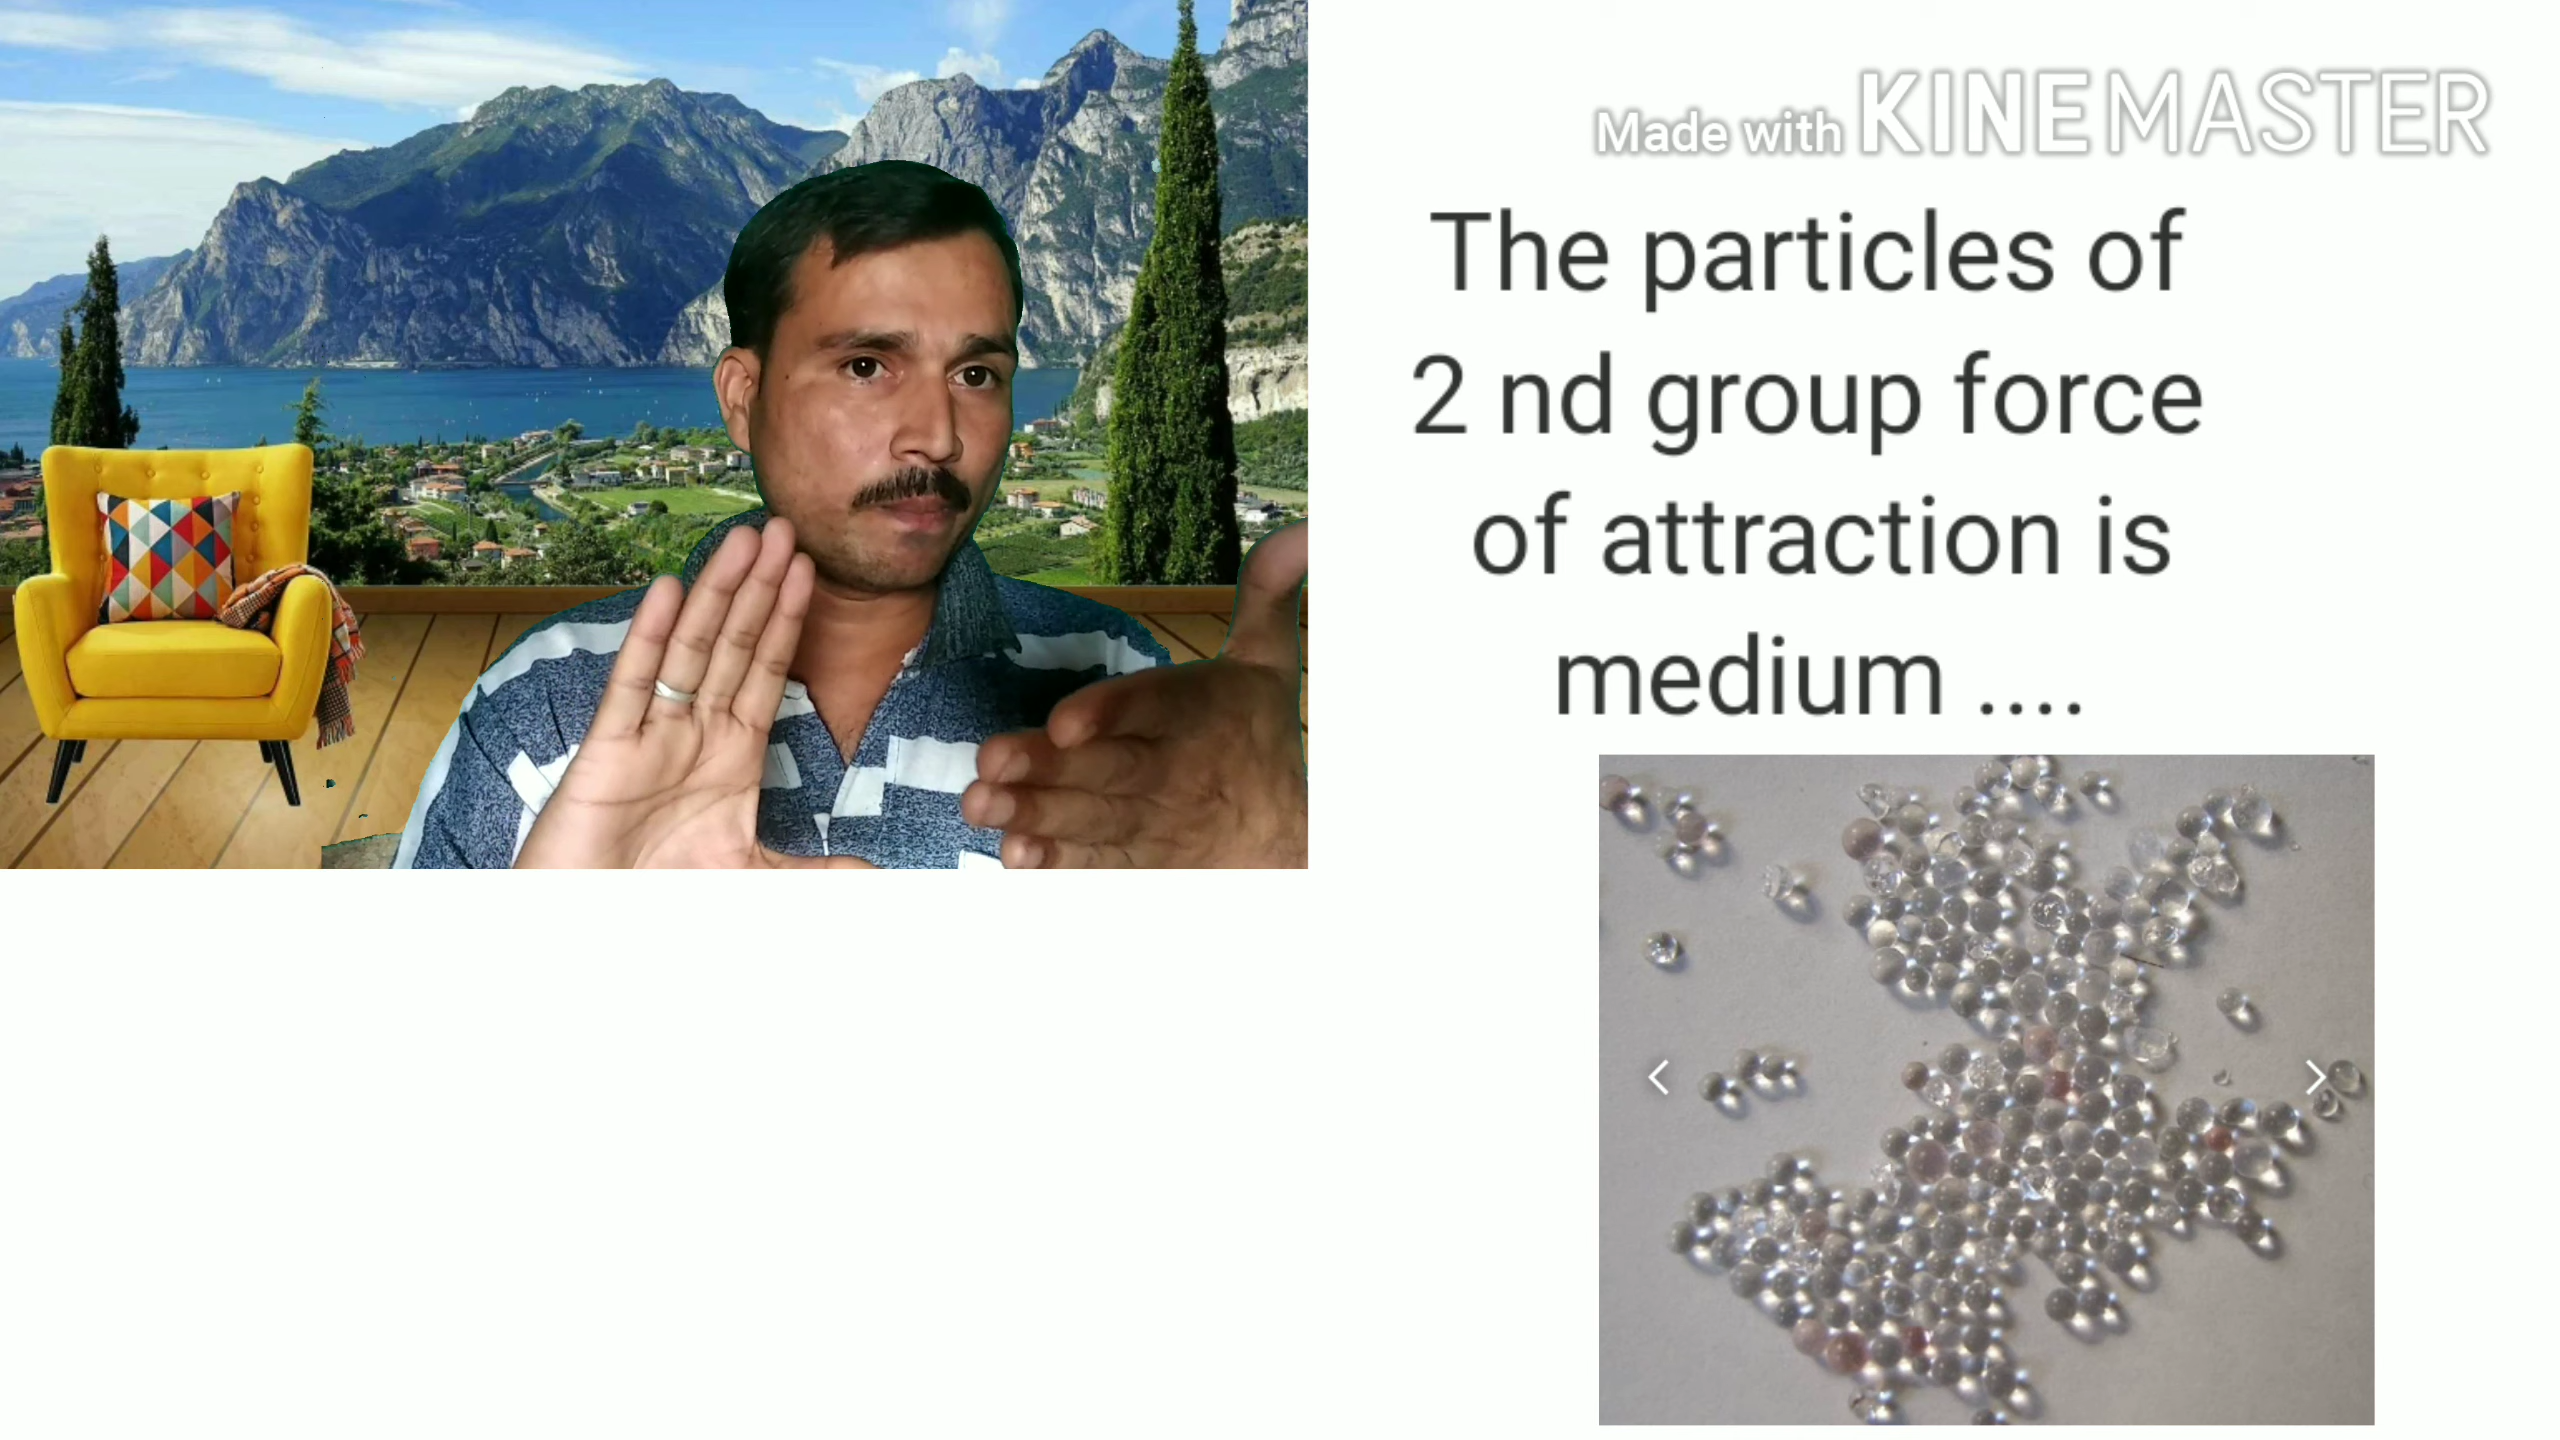 Made with KINEMASTER
The particles of
2 nd group force
of attraction is
medium ....